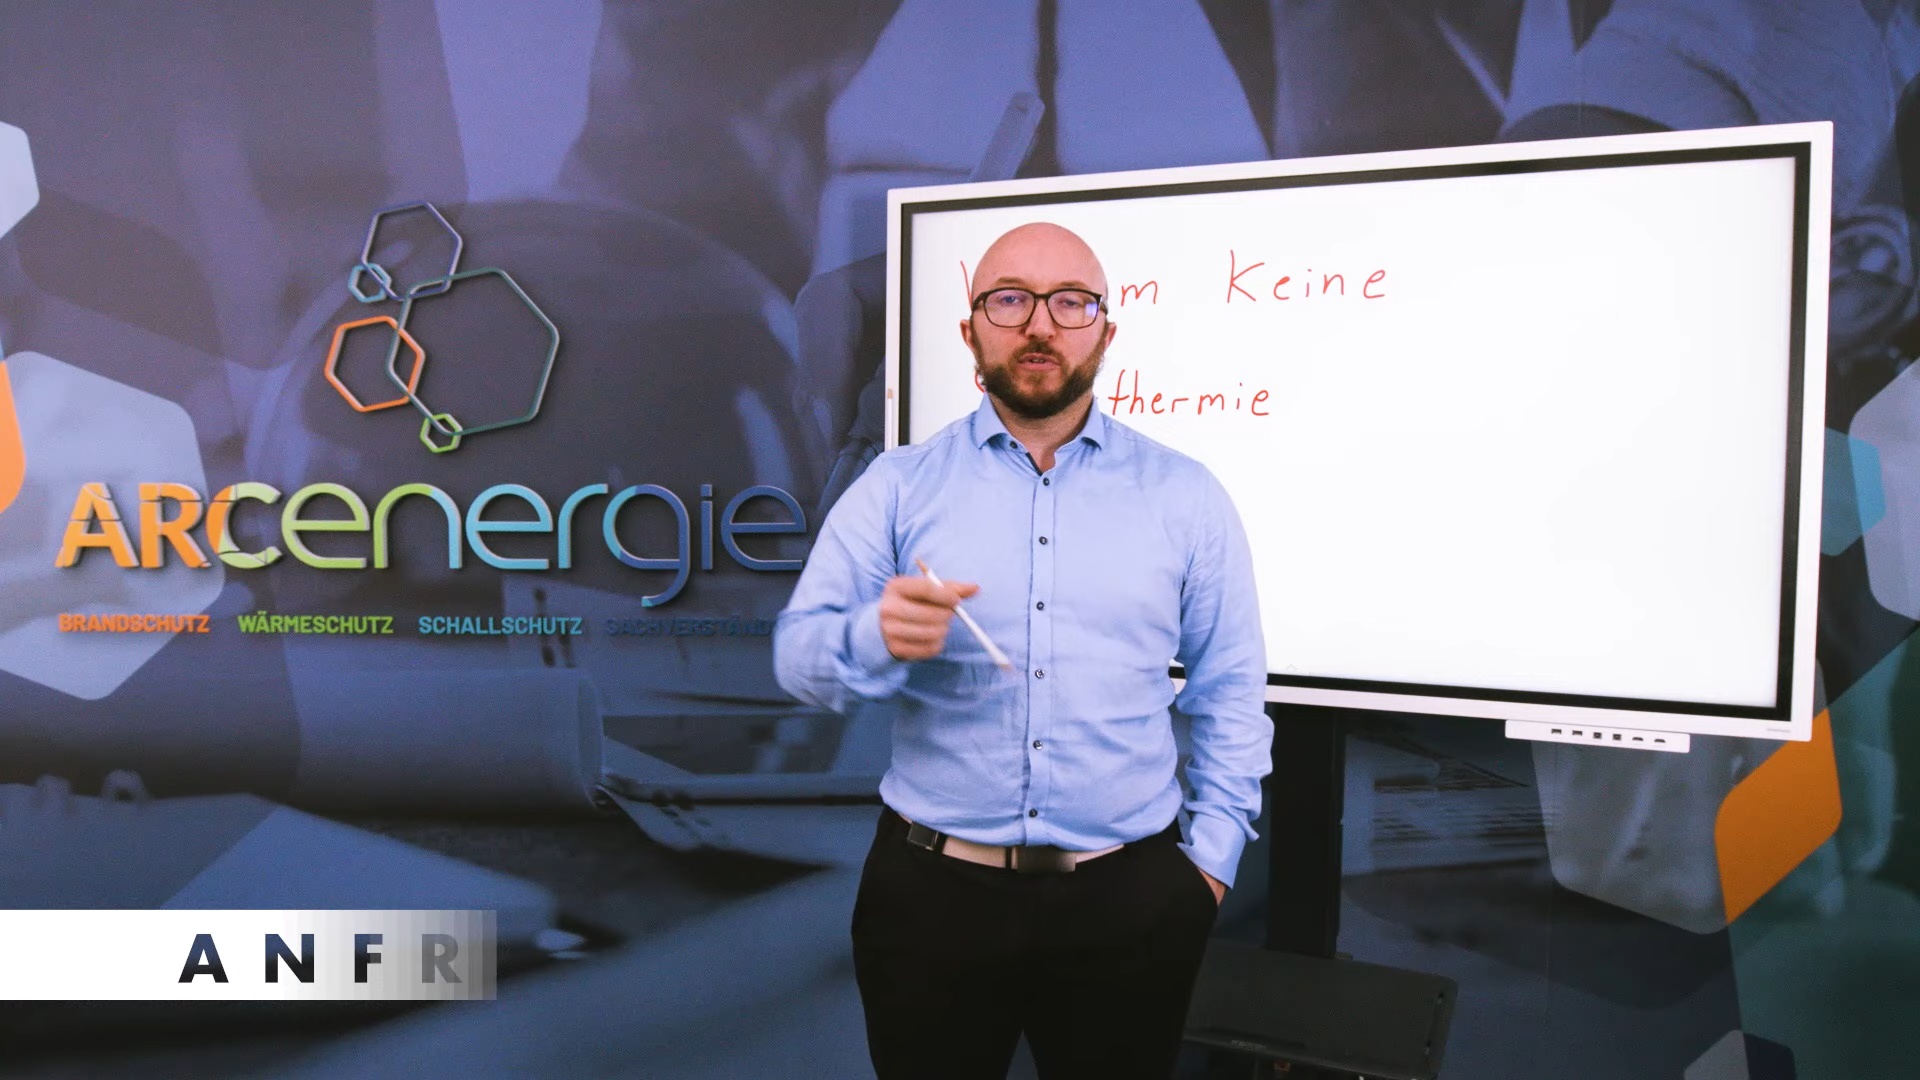 Keine
thermie
ARCenergie
BRANDSCHUTZ WÄRMESCHUTZ SCHALLSCHUTZ
ANFR